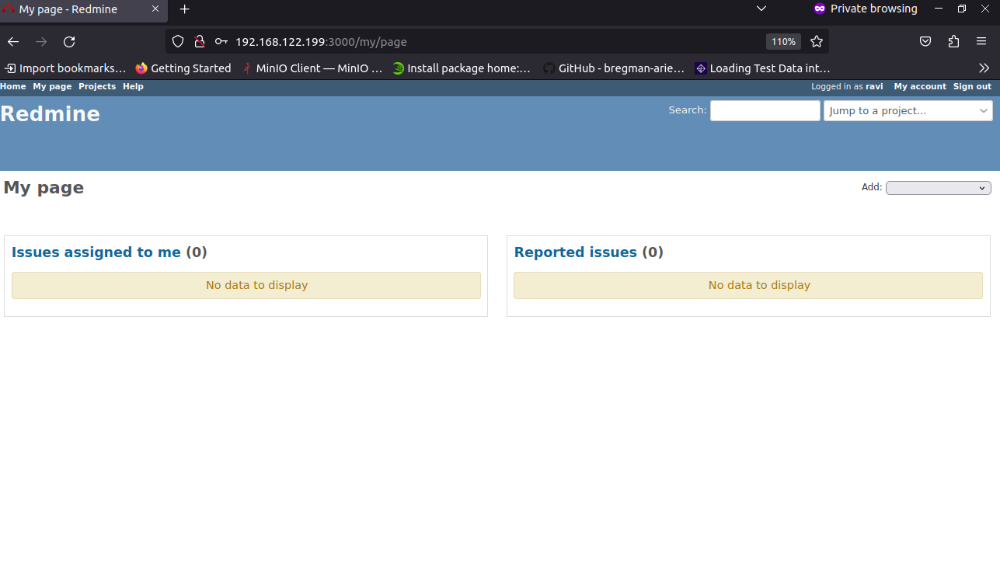 My page - Redmine
Private browsing
192.168.122.199:3000/my/page
110%
Import bookmarks... Getting Started MinIO Client — MinIO ... Install package home:... GitHub - bregman-arie... Loading Test Data int...
Home My page Projects Help Logged in as ravi My account Sign out
Redmine Search: Jump to a project...
My page Add:
Issues assigned to me (0) Reported issues (0)
No data to display No data to display